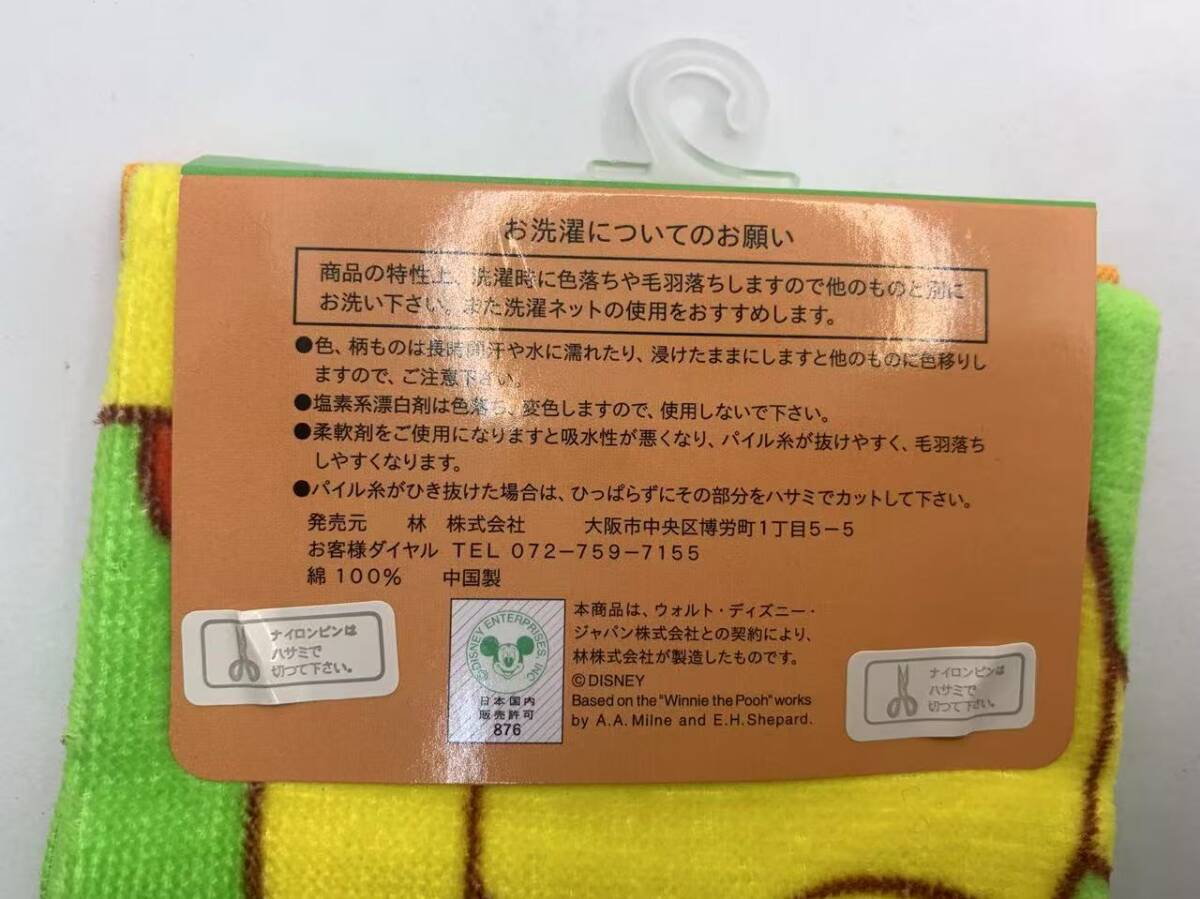 お洗濯についてのお願い
商品の特性上、洗濯時に色落ちや毛羽落ちしますので他のものと別に
お洗い下さい。また洗濯ネットの使用をおすすめします。
●色、柄ものは長時間汗や水に濡れたり、浸けたままにしますと他のものに色移りし
ますので、ご注意下さい。
●塩素系漂白剤は色落ち、変色しますので、使用しないで下さい。
●柔軟剤をご使用になりますと吸水性が悪くなり、パイル糸が抜けやすく、毛羽落ち
しやすくなります。
●パイル糸がひき抜けた場合は、ひっぱらずにその部分をハサミでカットして下さい。
発売元 林 株式会社 大阪市中央区博労町1丁目5-5
お客様ダイヤル TEL 072-759-7155
綿 100% 中国製
ナイロンピンは
ハサミで
切つて下さい。
©DISNEY ENTERPRISES, INC
日本国内
販売許可
876
本商品は、ウォルト・ディズニー・
ジャパン株式会社との契約により、
林株式会社が製造したものです。
©DISNEY
Based on the "Winnie the Pooh" works
by A.A. Milne and E.H. Shepard.
ナイロンピンは
ハサミで
切つて下さい。